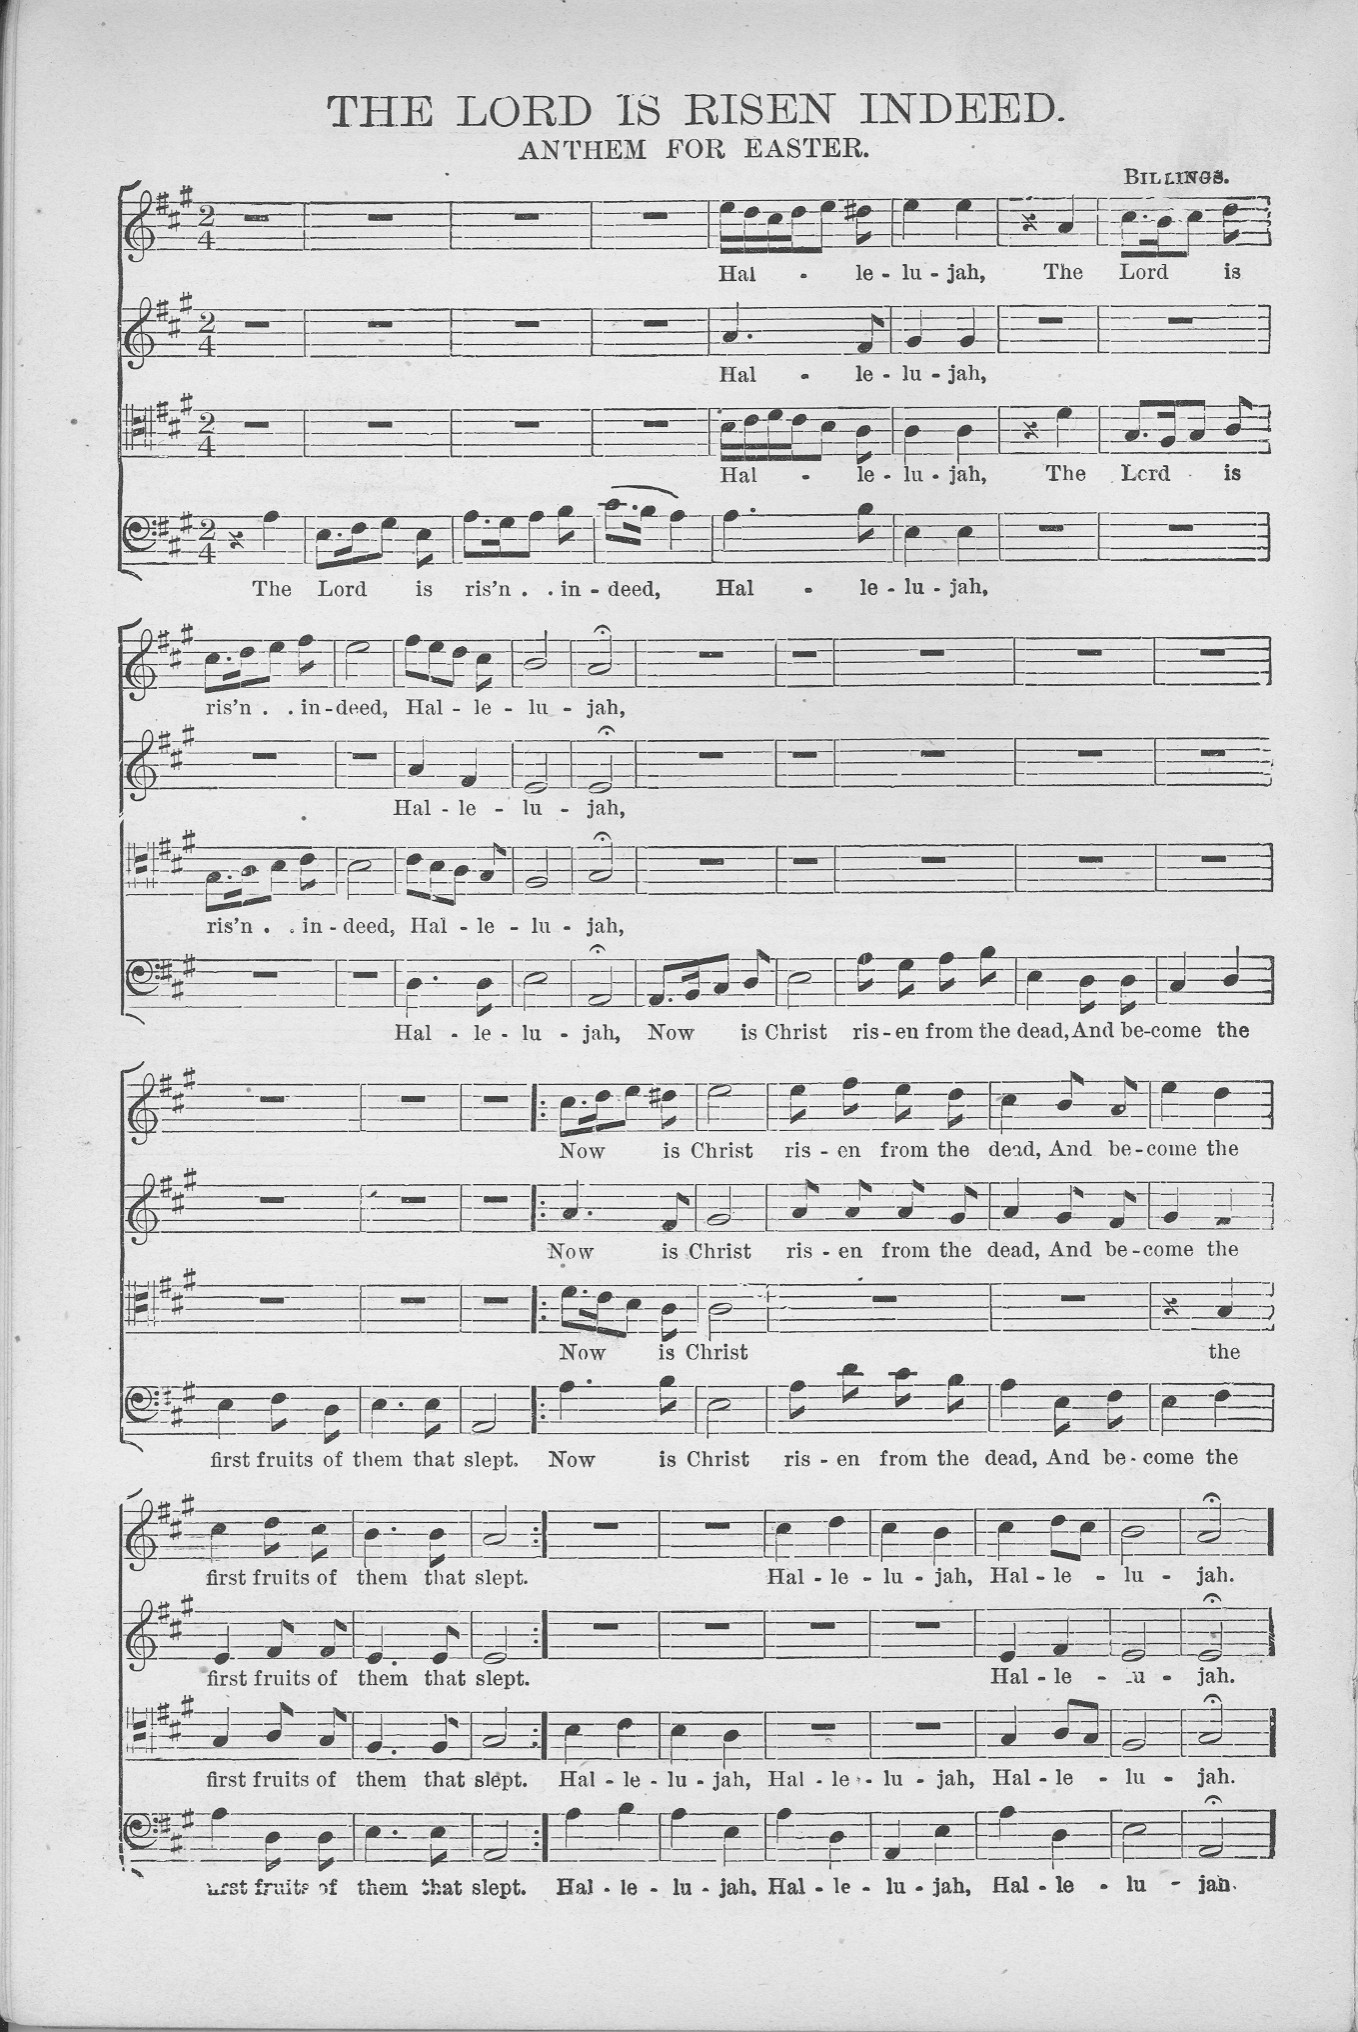 THE LORD IS RISEN INDEED.
ANTHEM FOR EASTER.
BILLINGS.
Hal - le - lu - jah, The Lord is
Hal - le - lu - jah,
Hal - le - lu - jah, The Lord is
The Lord is ris'n . . in - deed, Hal - le - lu - jah,
ris'n . . in - deed, Hal - le - lu - jah,
Hal - le - lu - jah,
ris'n . . in - deed, Hal - le - lu - jah,
Hal - le - lu - jah, Now is Christ ris - en from the dead, And be - come the
Now is Christ ris - en from the dead, And be - come the
Now is Christ ris - en from the dead, And be - come the
Now is Christ the
first fruits of them that slept. Now is Christ ris - en from the dead, And be - come the
first fruits of them that slept. Hal - le - lu - jah, Hal - le - lu - jah.
first fruits of them that slept. Hal - le - lu - jah.
first fruits of them that slept. Hal - le - lu - jah, Hal - le - lu - jah, Hal - le - lu - jah.
first fruits of them that slept. Hal - le - lu - jah, Hal - le - lu - jah, Hal - le - lu - jah.